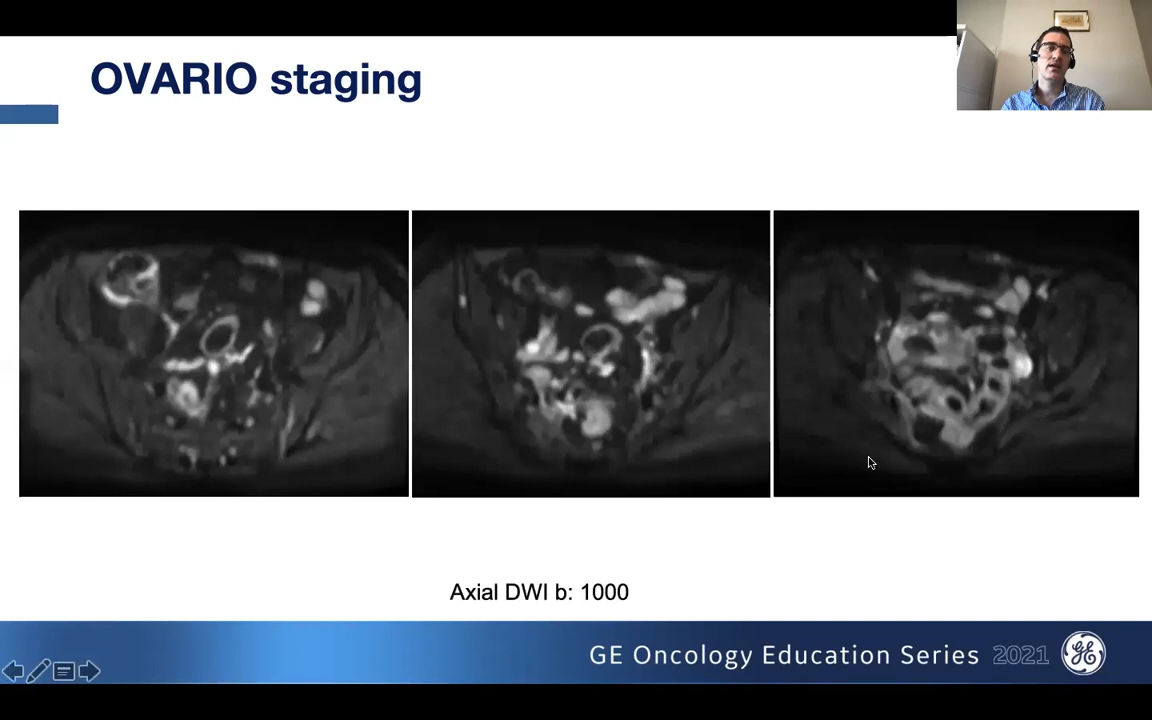 OVARIO staging
Axial DWI b: 1000
GE Oncology Education Series 2021